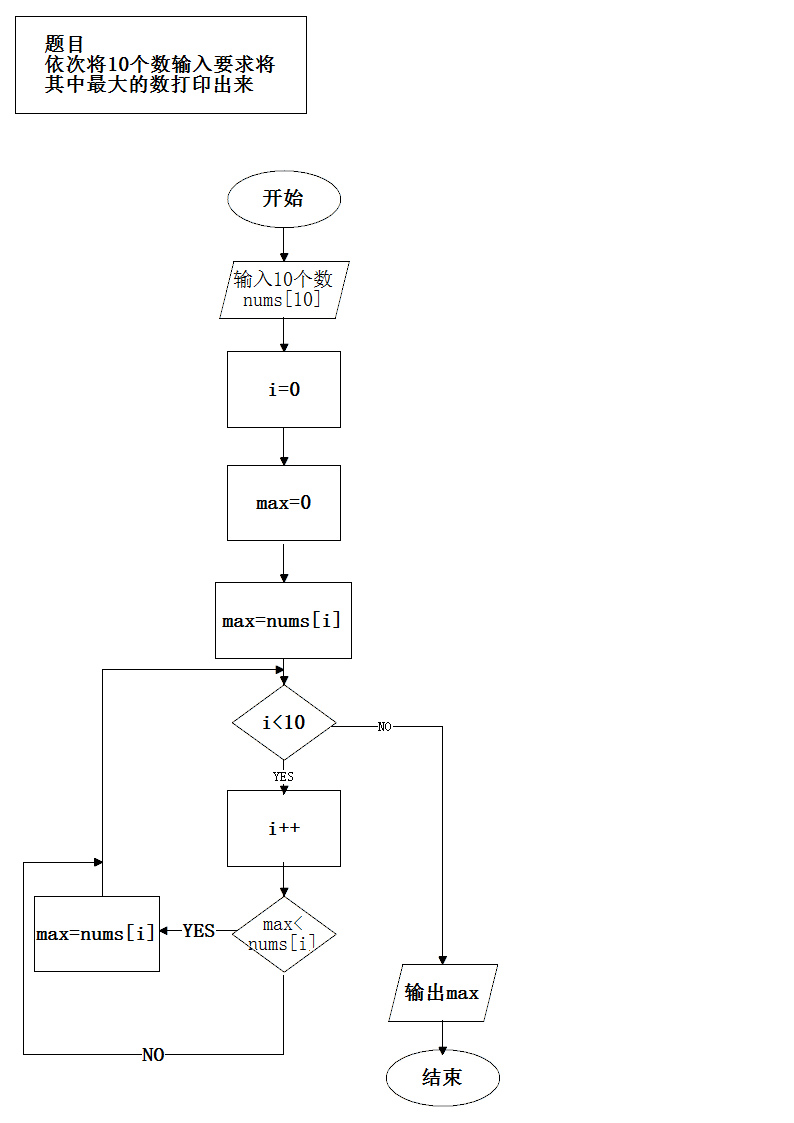 题目
依次将10个数输入要求将
其中最大的数打印出来
开始
输入10个数
nums[10]
i=0
max=0
max=nums[i]
i<10
NO
YES
i++
max<
nums[i]
YES
max=nums[i]
NO
输出max
结束